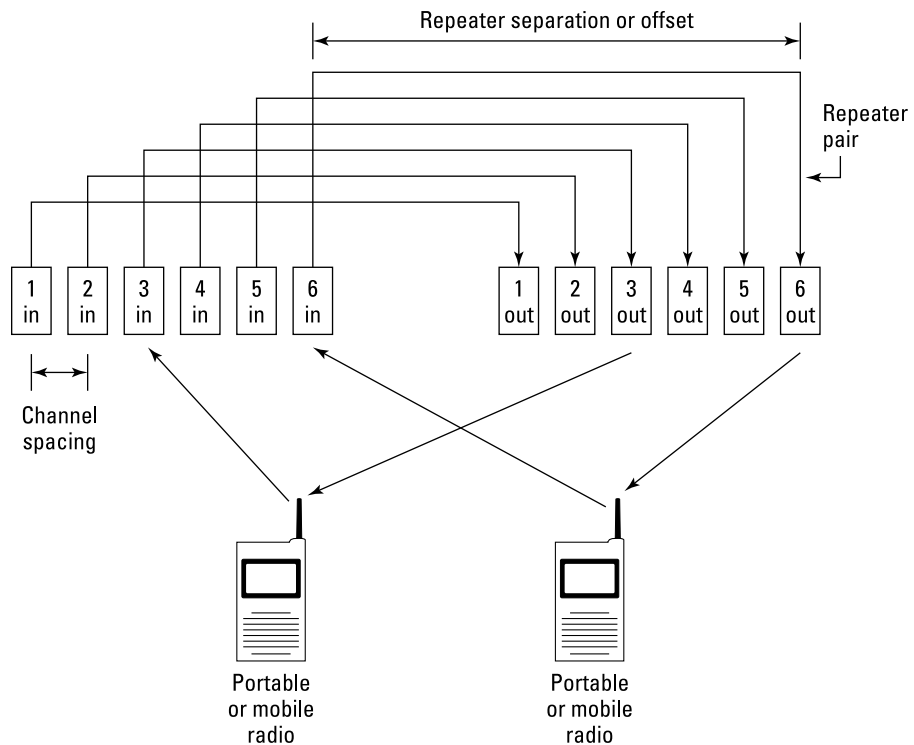 Repeater separation or offset
Repeater
pair
1
in
2
in
3
in
4
in
5
in
6
in
1
out
2
out
3
out
4
out
5
out
6
out
Channel
spacing
Portable
or mobile
radio
Portable
or mobile
radio